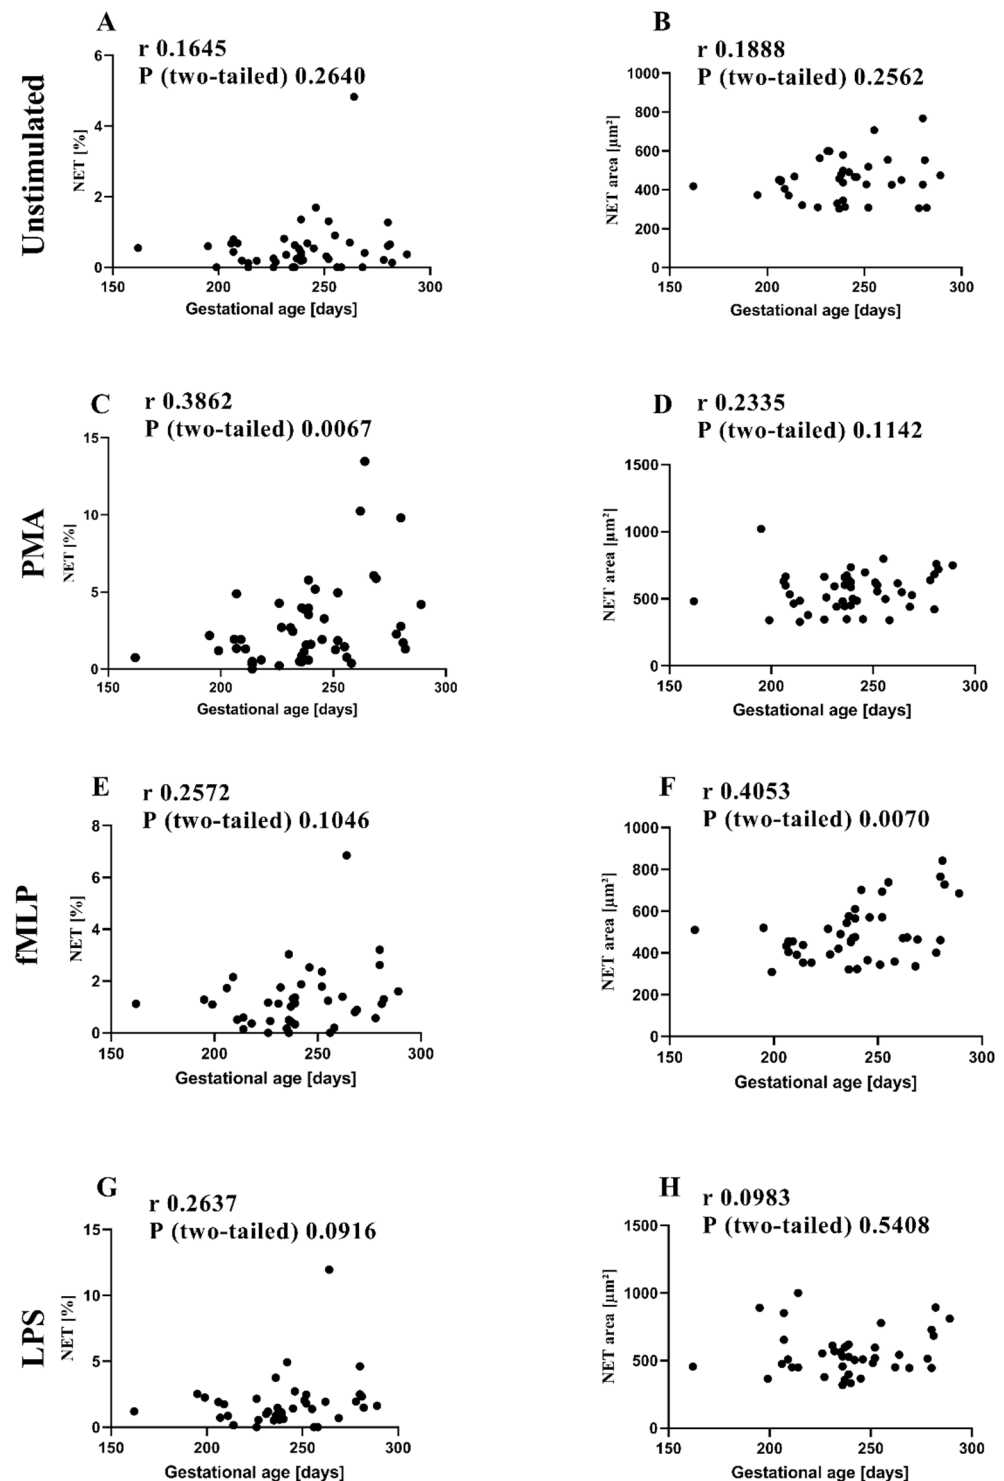 A
r 0.1645
P (two-tailed) 0.2640
Unstimulated
NET [%]
6
4
2
0
150 200 250 300
Gestational age [days]
B
r 0.1888
P (two-tailed) 0.2562
NET area [µm²]
1000
800
600
400
200
0
150 200 250 300
Gestational age [days]
C
r 0.3862
P (two-tailed) 0.0067
PMA
NET [%]
15
10
5
0
150 200 250 300
Gestational age [days]
D
r 0.2335
P (two-tailed) 0.1142
NET area [µm²]
1500
1000
500
0
150 200 250 300
Gestational age [days]
E
r 0.2572
P (two-tailed) 0.1046
fMLP
NET [%]
8
6
4
2
0
150 200 250 300
Gestational age [days]
F
r 0.4053
P (two-tailed) 0.0070
NET area [µm²]
1000
800
600
400
200
0
150 200 250 300
Gestational age [days]
G
r 0.2637
P (two-tailed) 0.0916
LPS
NET [%]
15
10
5
0
150 200 250 300
Gestational age [days]
H
r 0.0983
P (two-tailed) 0.5408
NET area [µm²]
1500
1000
500
0
150 200 250 300
Gestational age [days]